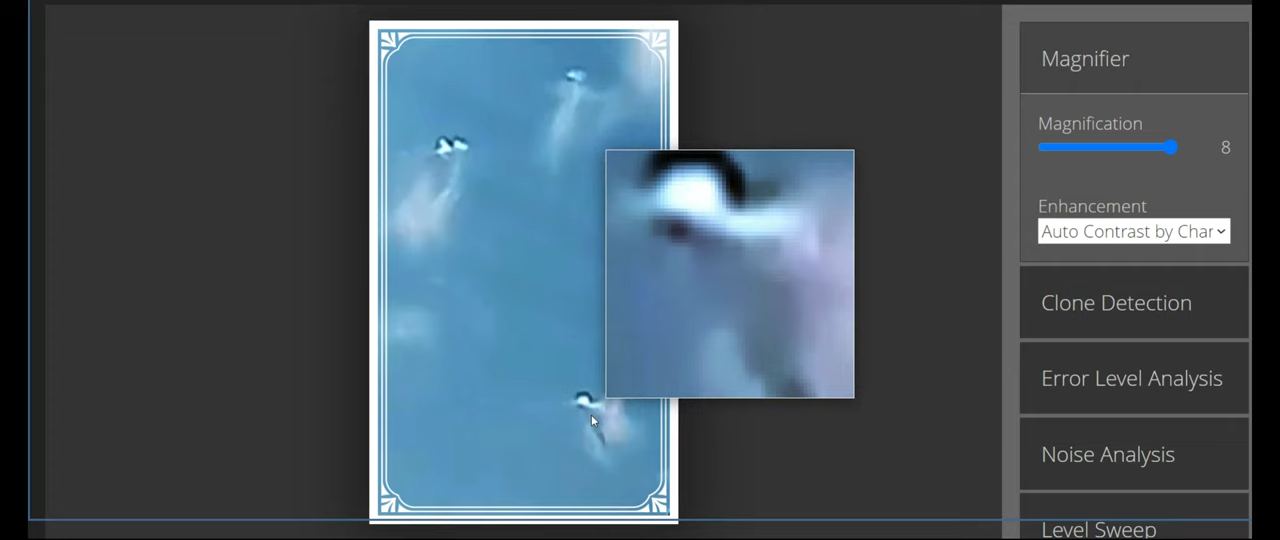 Magnifier
Magnification
8
Enhancement
Auto Contrast by Char
Clone Detection
Error Level Analysis
Noise Analysis
Level Sweep